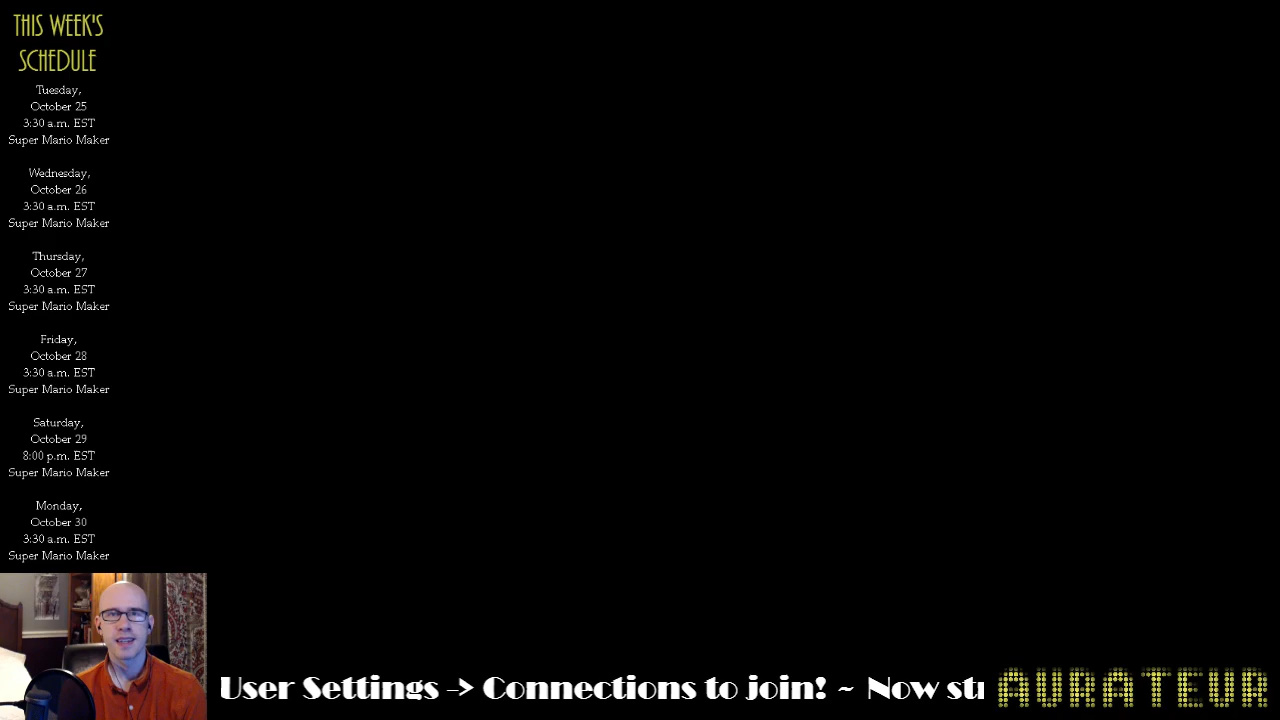 THIS WEEK'S
SCHEDULE
Tuesday,
October 25
3:30 a.m. EST
Super Mario Maker
Wednesday,
October 26
3:30 a.m. EST
Super Mario Maker
Thursday,
October 27
3:30 a.m. EST
Super Mario Maker
Friday,
October 28
3:30 a.m. EST
Super Mario Maker
Saturday,
October 29
8:00 p.m. EST
Super Mario Maker
Monday,
October 30
3:30 a.m. EST
Super Mario Maker
User Settings -> Connections to join! ~ Now
AURATEUR